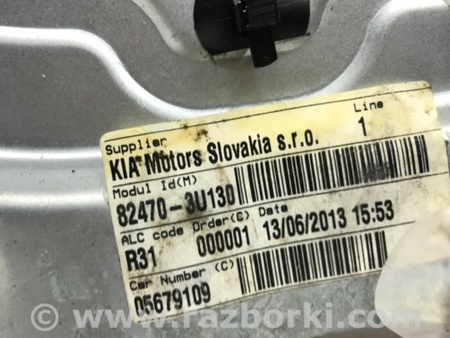 Supplier
Line
KIA Motors Slovakia s.r.o.
1
Modul Id(M)
82470-3U130
ALC code Order(S) Date
R31 000001 13/06/2013 15:53
Car Number (C)
05679109
© www.razborki.com